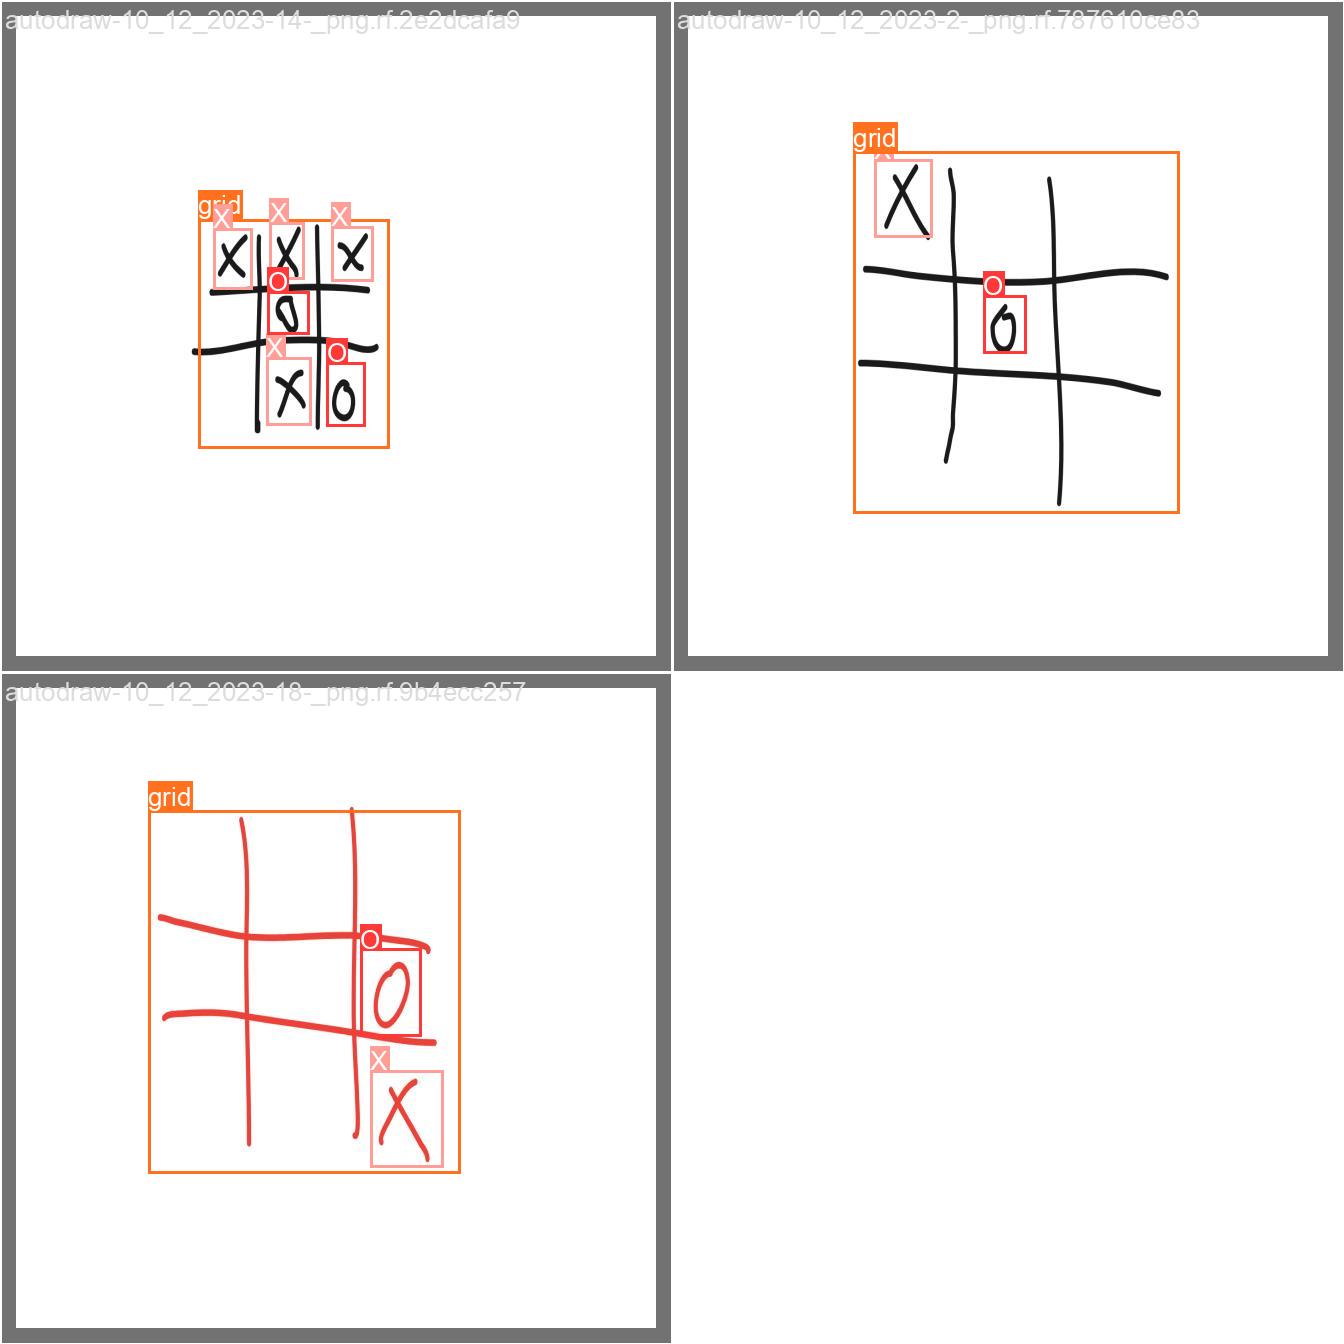 autodraw-10_12_2023-14-_png.rf.2e2dcafa9
grid
X X X
X X X
O
O
X O
X O
autodraw-10_12_2023-2-_png.rf.787610ce83
grid
X
X
O
O
autodraw-10_12_2023-18-_png.rf.9b4ecc257
grid
O
O
X
X